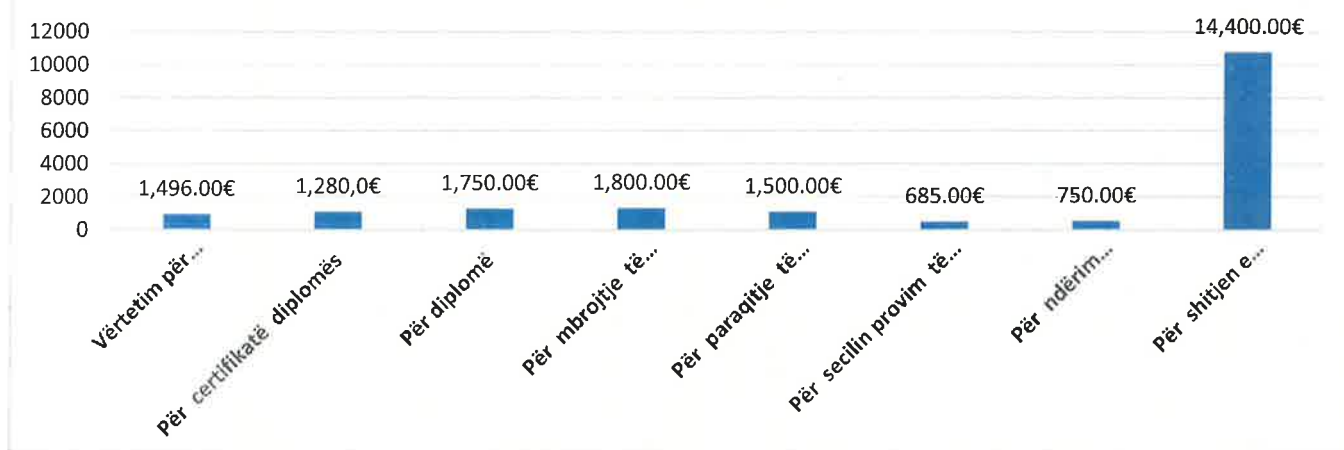 12000
10000
8000
6000
4000
2000
0
1,496.00€
1,280,0€
1,750.00€
1,800.00€
1,500.00€
685.00€
750.00€
14,400.00€
Vërtetim për...
Për certifikatë diplomës
Për diplomë
Për mbrojtje të...
Për paraqitje të...
Për secilin provim të...
Për ndërim...
Për shitjen e...